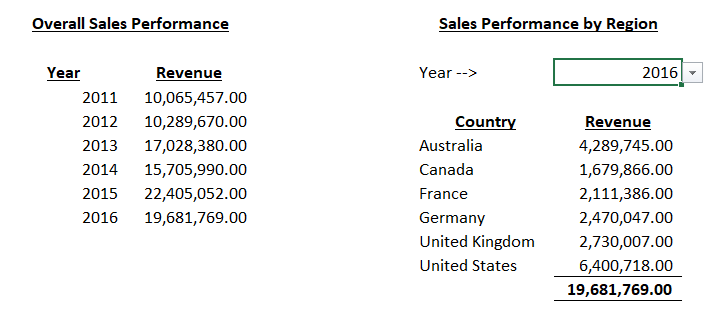 Overall Sales Performance
Year Revenue
2011 10,065,457.00
2012 10,289,670.00
2013 17,028,380.00
2014 15,705,990.00
2015 22,405,052.00
2016 19,681,769.00
Sales Performance by Region
Year --> 2016
Country Revenue
Australia 4,289,745.00
Canada 1,679,866.00
France 2,111,386.00
Germany 2,470,047.00
United Kingdom 2,730,007.00
United States 6,400,718.00
19,681,769.00